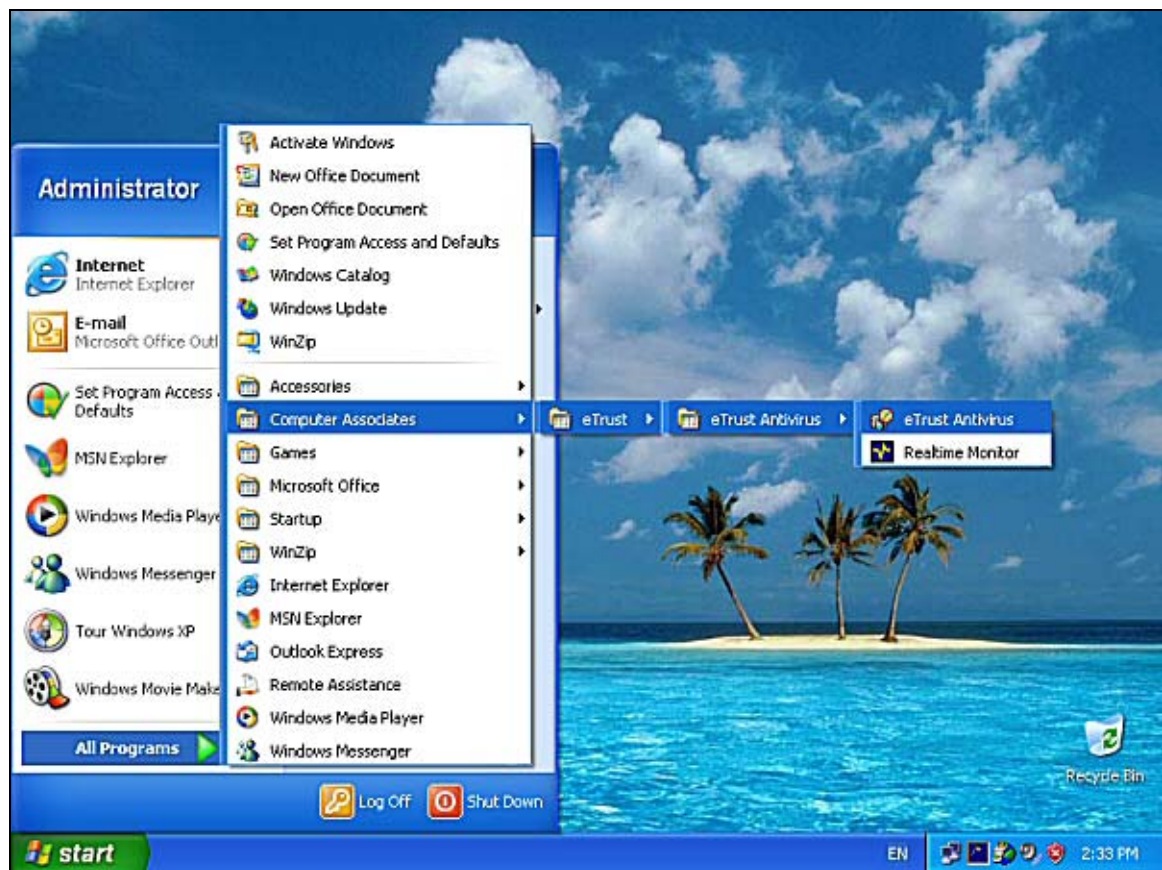 Administrator
Internet
Internet Explorer
E-mail
Microsoft Office Outl
Set Program Access
Defaults
MSN Explorer
Windows Media Playe
Windows Messenger
Tour Windows XP
Windows Movie Make
All Programs
Activate Windows
New Office Document
Open Office Document
Set Program Access and Defaults
Windows Catalog
Windows Update
WinZip
Accessories
Computer Associates
Games
Microsoft Office
Startup
WinZip
Internet Explorer
MSN Explorer
Outlook Express
Remote Assistance
Windows Media Player
Windows Messenger
eTrust
eTrust Antivirus
eTrust Antivirus
Realtime Monitor
Recycle Bin
Log Off
Shut Down
start
EN
2:33 PM